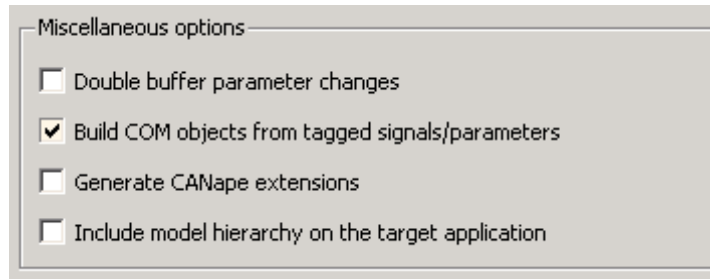 Miscellaneous options
Double buffer parameter changes
Build COM objects from tagged signals/parameters
Generate CANape extensions
Include model hierarchy on the target application